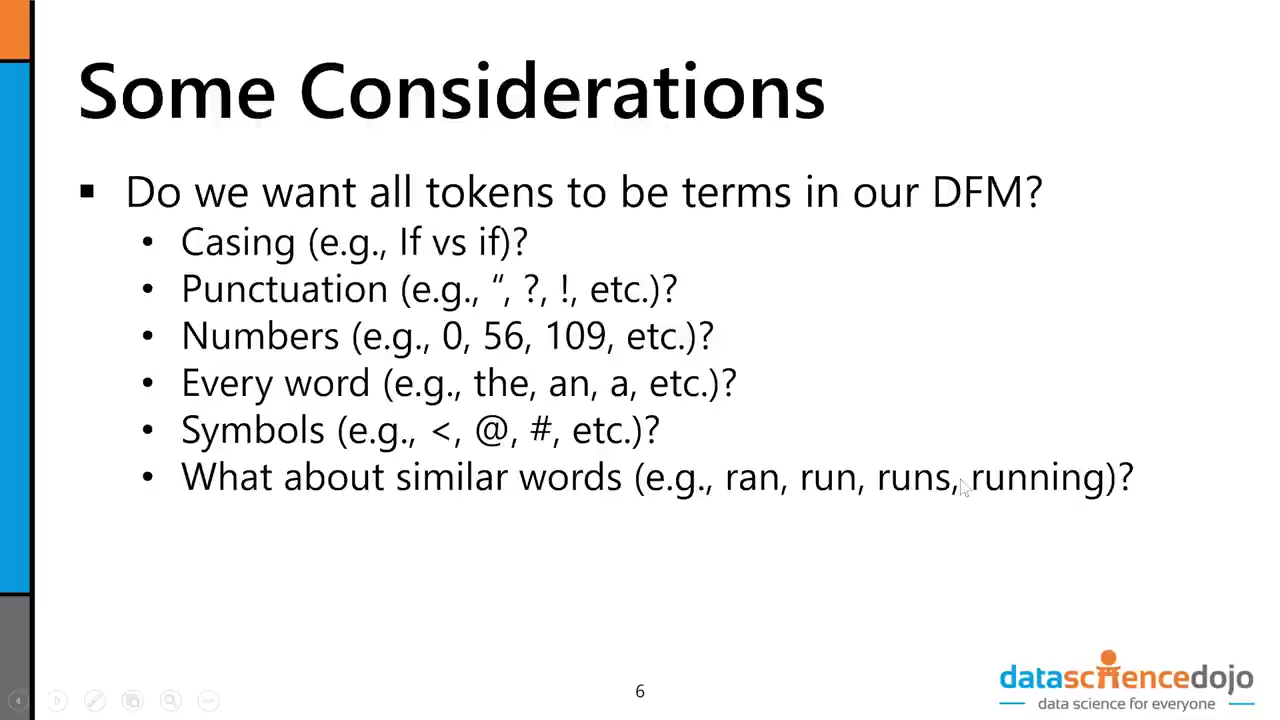 Some Considerations
▪ Do we want all tokens to be terms in our DFM?
• Casing (e.g., If vs if)?
• Punctuation (e.g., “, ?, !, etc.)?
• Numbers (e.g., 0, 56, 109, etc.)?
• Every word (e.g., the, an, a, etc.)?
• Symbols (e.g., <, @, #, etc.)?
• What about similar words (e.g., ran, run, runs, running)?
6
datasciencedojo
data science for everyone